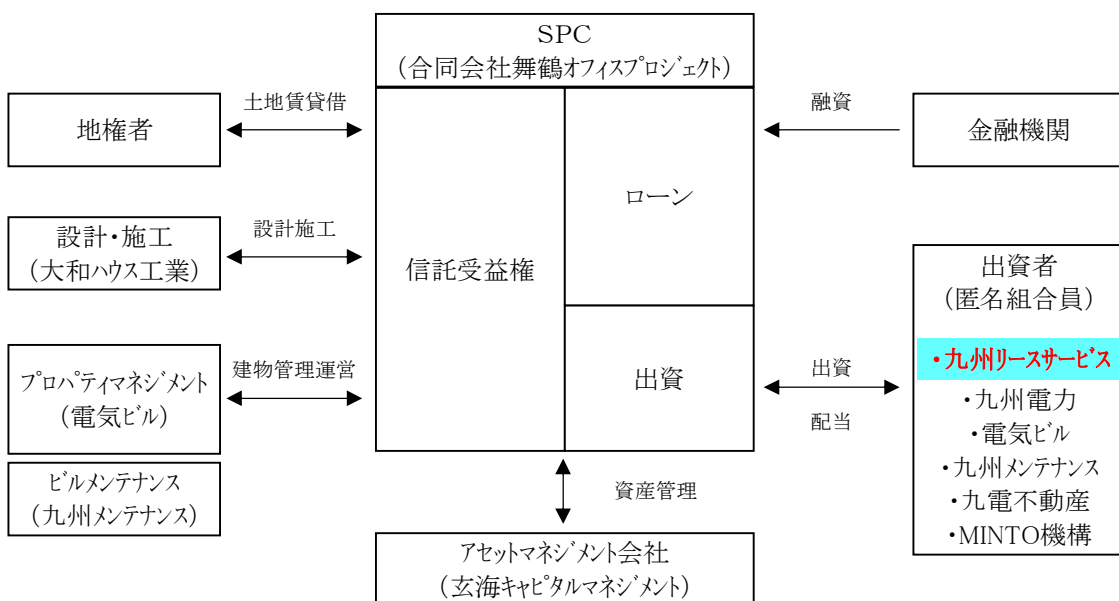 SPC
（合同会社舞鶴オフィスプロジェクト）
地権者
土地賃貸借
融資
金融機関
ローン
設計・施工
（大和ハウス工業）
設計施工
信託受益権
出資者
（匿名組合員）
・九州リースサービス
・九州電力
・電気ビル
・九州メンテナンス
・九電不動産
・MINTO機構
プロパティマネジメント
（電気ビル）
建物管理運営
出資
出資
配当
ビルメンテナンス
（九州メンテナンス）
資産管理
アセットマネジメント会社
（玄海キャピタルマネジメント）